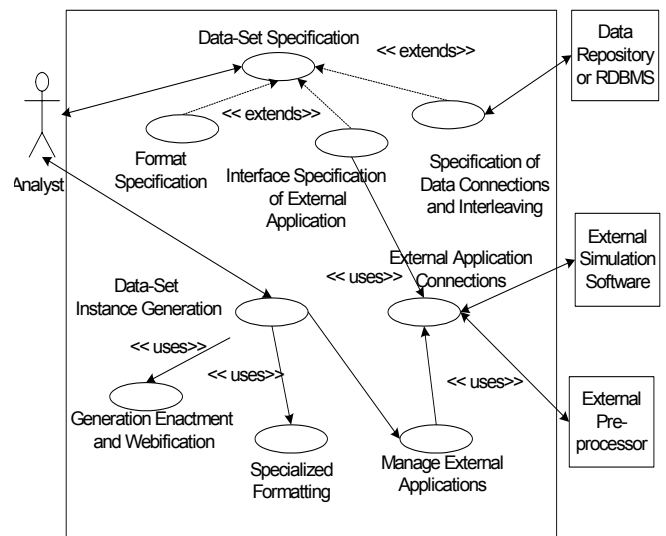 Data-Set Specification
<< extends>>
Data
Repository
or RDBMS
<< extends>>
Analyst
Format
Specification
Interface Specification
of External
Application
Specification of
Data Connections
and Interleaving
<< uses>>
External Application
Connections
External
Simulation
Software
Data-Set
Instance Generation
<< uses>>
<< uses>>
<< uses>>
Generation Enactment
and Webification
Specialized
Formatting
Manage External
Applications
External
Pre-
processor